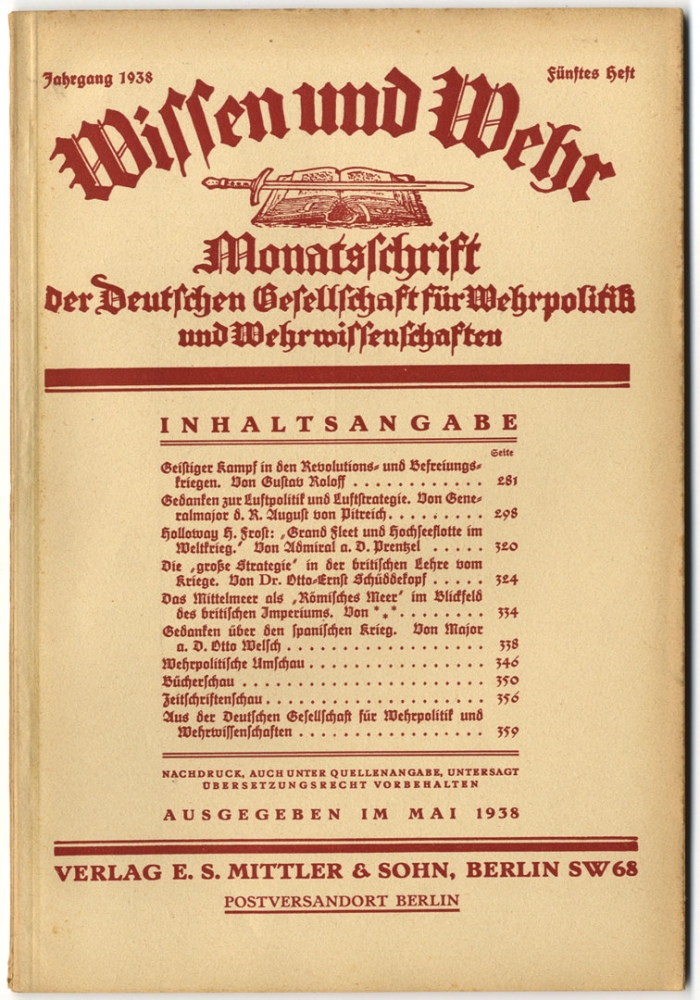 Jahrgang 1938
Fünftes Heft
Wissen und Wehr
Monatsschrift
der Deutschen Gesellschaft für Wehrpolitik
und Wehrwissenschaften
INHALTSANGABE
Seite
Geistiger Kampf in den Revolutions- und Befreiungs-
kriegen. Von Gustav Roloff . . . . . . . . . . . . 281
Gedanken zur Luftpolitik und Luftstrategie. Von Gene-
ralmajor d. R. August von Pitreich . . . . . . . . . 298
Holloway H. Frost: „Grand Fleet und Hochseeflotte im
Weltkrieg.“ Von Admiral a. D. Prentzel . . . . . 320
Die „große Strategie“ in der britischen Lehre vom
Kriege. Von Dr. Otto-Ernst Schüddekopf . . . . . 324
Das Mittelmeer als „Römisches Meer“ im Blickfeld
des britischen Imperiums. Von *⁎* . . . . . . . . 334
Gedanken über den spanischen Krieg. Von Major
a. D. Otto Welsch . . . . . . . . . . . . . . . . . . 338
Wehrpolitische Umschau . . . . . . . . . . . . . . . . 346
Bücherschau . . . . . . . . . . . . . . . . . . . . . . 350
Zeitschriftenschau . . . . . . . . . . . . . . . . . . . . 356
Aus der Deutschen Gesellschaft für Wehrpolitik und
Wehrwissenschaften . . . . . . . . . . . . . . . . . 359
NACHDRUCK, AUCH UNTER QUELLENANGABE, UNTERSAGT
ÜBERSETZUNGSRECHT VORBEHALTEN
AUSGEGEBEN IM MAI 1938
VERLAG E. S. MITTLER & SOHN, BERLIN SW 68
POSTVERSANDORT BERLIN